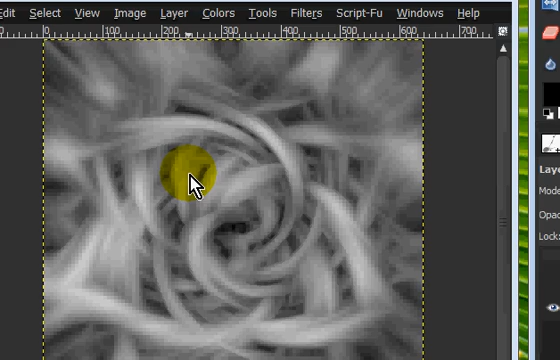 Edit Select View Image Layer Colors Tools Filters Script-Fu Windows Help
0 100 200 300 400 500 600 700
Laye
Mode
Opac
Lock: